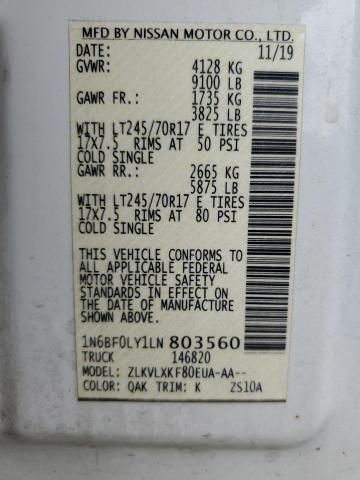 MFD BY NISSAN MOTOR CO., LTD.
DATE: 11/19
GVWR: 4128 KG
9100 LB
GAWR FR.: 1735 KG
3825 LB
WITH LT245/70R17 E TIRES
17X7.5 RIMS AT 50 PSI
COLD SINGLE
GAWR RR.: 2665 KG
5875 LB
WITH LT245/70R17 E TIRES
17X7.5 RIMS AT 80 PSI
COLD SINGLE
THIS VEHICLE CONFORMS TO
ALL APPLICABLE FEDERAL
MOTOR VEHICLE SAFETY
STANDARDS IN EFFECT ON
THE DATE OF MANUFACTURE
SHOWN ABOVE.
1N6BF0LY1LN 803560
TRUCK 146820
MODEL: ZLKVLXKF80EUA-AA--
COLOR: QAK TRIM: K ZS10A